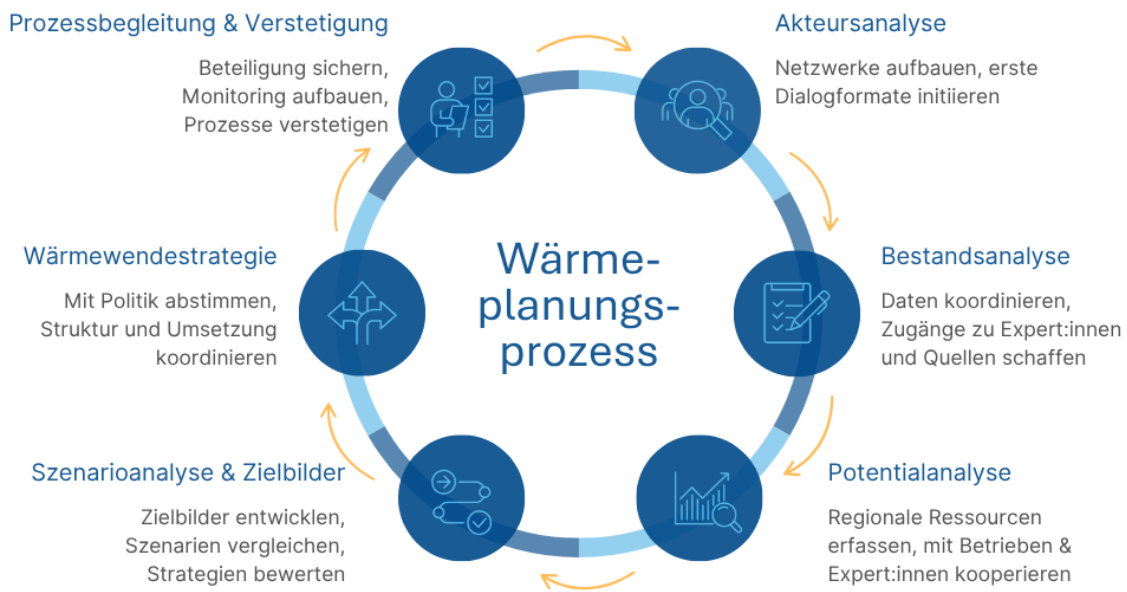 Prozessbegleitung & Verstetigung
Beteiligung sichern,
Monitoring aufbauen,
Prozesse verstetigen
Akteursanalyse
Netzwerke aufbauen, erste
Dialogformate initiieren
Wärmewendestrategie
Mit Politik abstimmen,
Struktur und Umsetzung
koordinieren
Wärme-
planungs-
prozess
Bestandsanalyse
Daten koordinieren,
Zugänge zu Expert:innen
und Quellen schaffen
Szenarioanalyse & Zielbilder
Zielbilder entwickeln,
Szenarien vergleichen,
Strategien bewerten
Potentialanalyse
Regionale Ressourcen
erfassen, mit Betrieben &
Expert:innen kooperieren